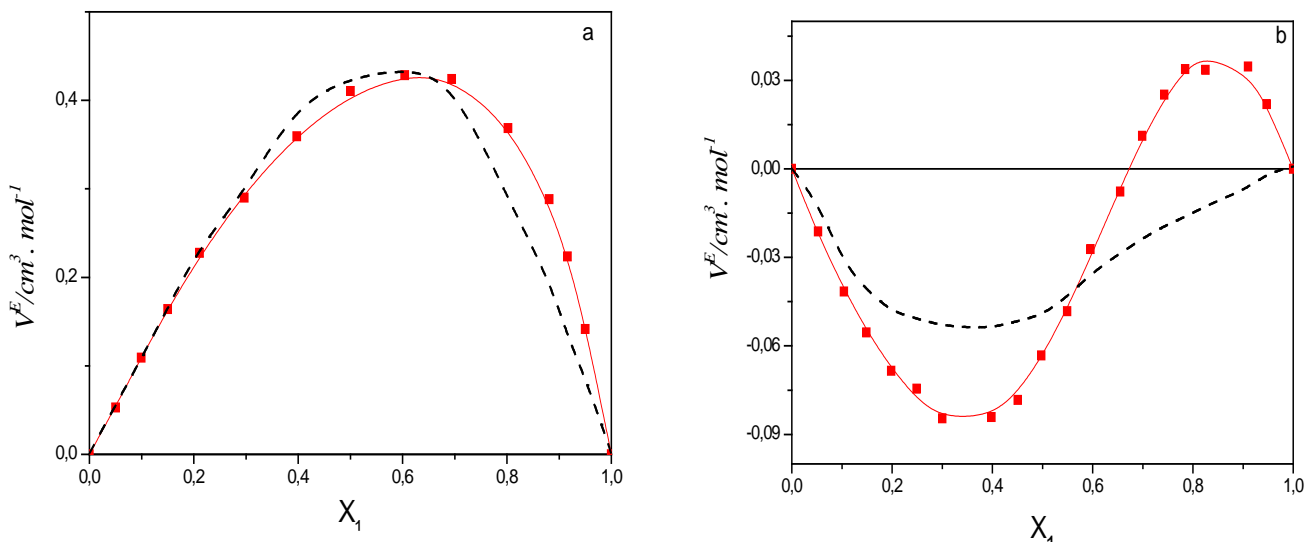 a
V^E/cm^3. mol^-1
0,4
0,2
0,0
0,0 0,2 0,4 0,6 0,8 1,0
X_1
b
V^E/cm^3. mol^-1
0,03
0,00
-0,03
-0,06
-0,09
0,0 0,2 0,4 0,6 0,8 1,0
X_1